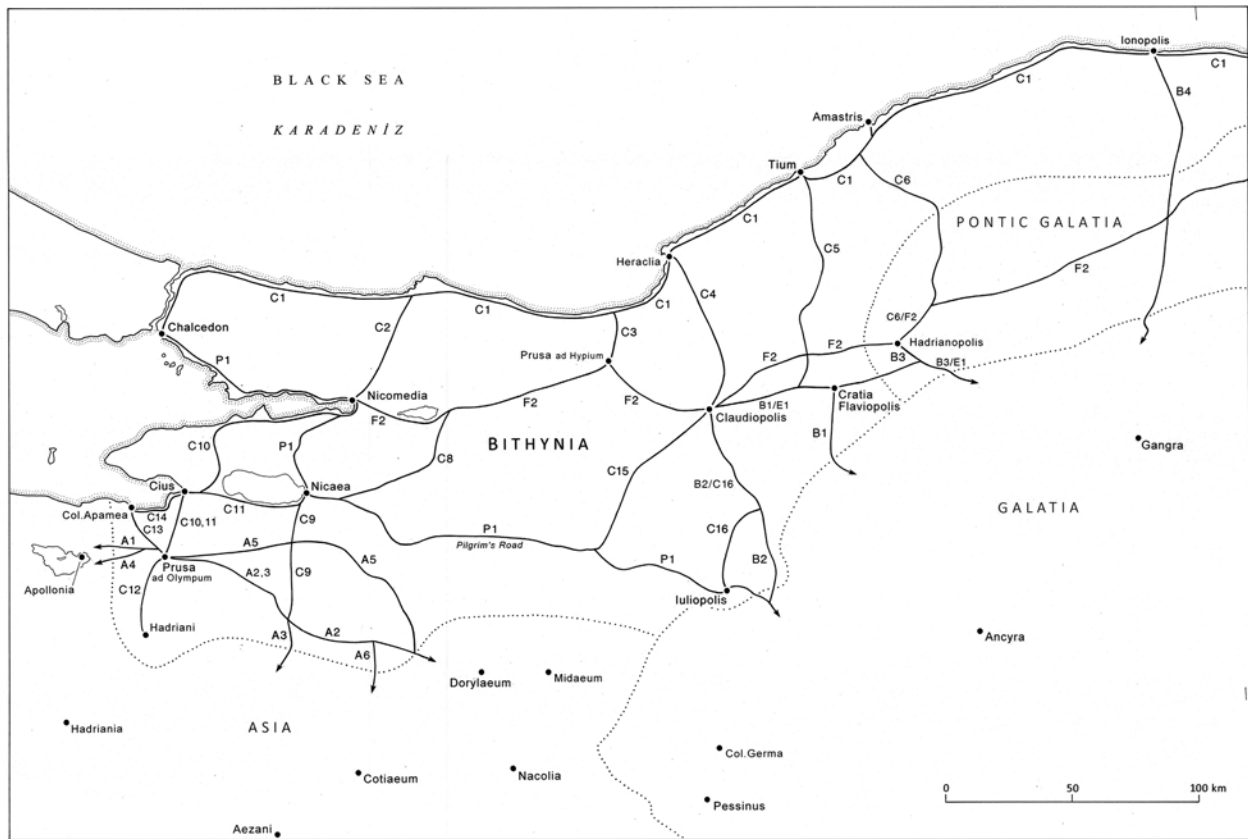 Ionopolis
C1
C1
BLACK SEA
B4
KARADENİZ
Amastris
Tium
C1
C6
C1
PONTIC GALATIA
C5
Heraclia
F2
C1
C1
C4
C1
C2
C6/F2
Chalcedon
C3
Hadrianopolis
F2
F2
P1
Prusa ad Hypium
B3
B3/E1
Nicomedia
F2
Cratia
Flaviopolis
B1/E1
F2
F2
Claudiopolis
B1
C10
P1
BITHYNIA
Gangra
C8
C15
Cius
Nicaea
B2/C16
Col.Apamea
C14
C11
C9
GALATIA
C13
C10,11
P1
C16
Pilgrim's Road
A1
A5
A5
P1
B2
A4
Prusa
ad Olympum
Apollonia
A2,3
C9
C12
Iuliopolis
Hadriani
A3
A2
Ancyra
A6
Dorylaeum
Midaeum
Hadriania
ASIA
Col.Germa
Cotiaeum
Nacolia
0
50
100 km
Pessinus
Aezani